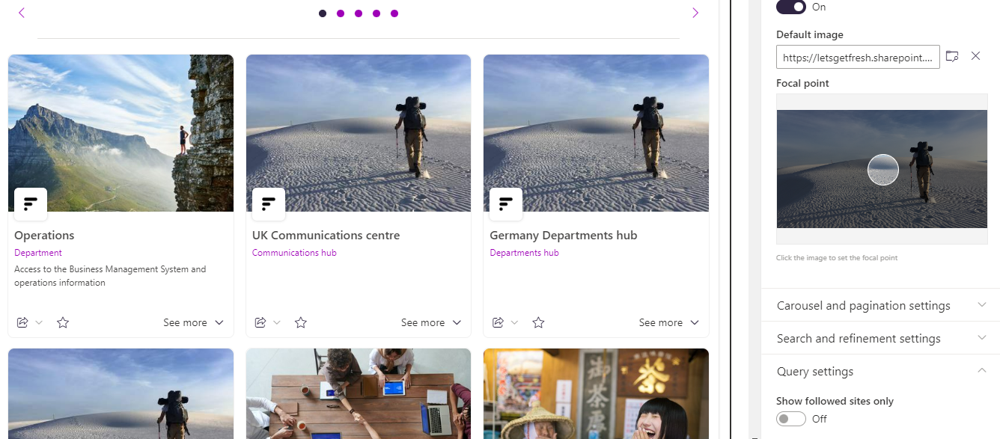 On
Default image
https://letsgetfresh.sharepoint....
Focal point
Click the image to set the focal point
Carousel and pagination settings
Search and refinement settings
Query settings
Show followed sites only
Off
Operations
Department
Access to the Business Management System and
operations information
See more
UK Communications centre
Communications hub
See more
Germany Departments hub
Departments hub
See more
御茶屋
茶